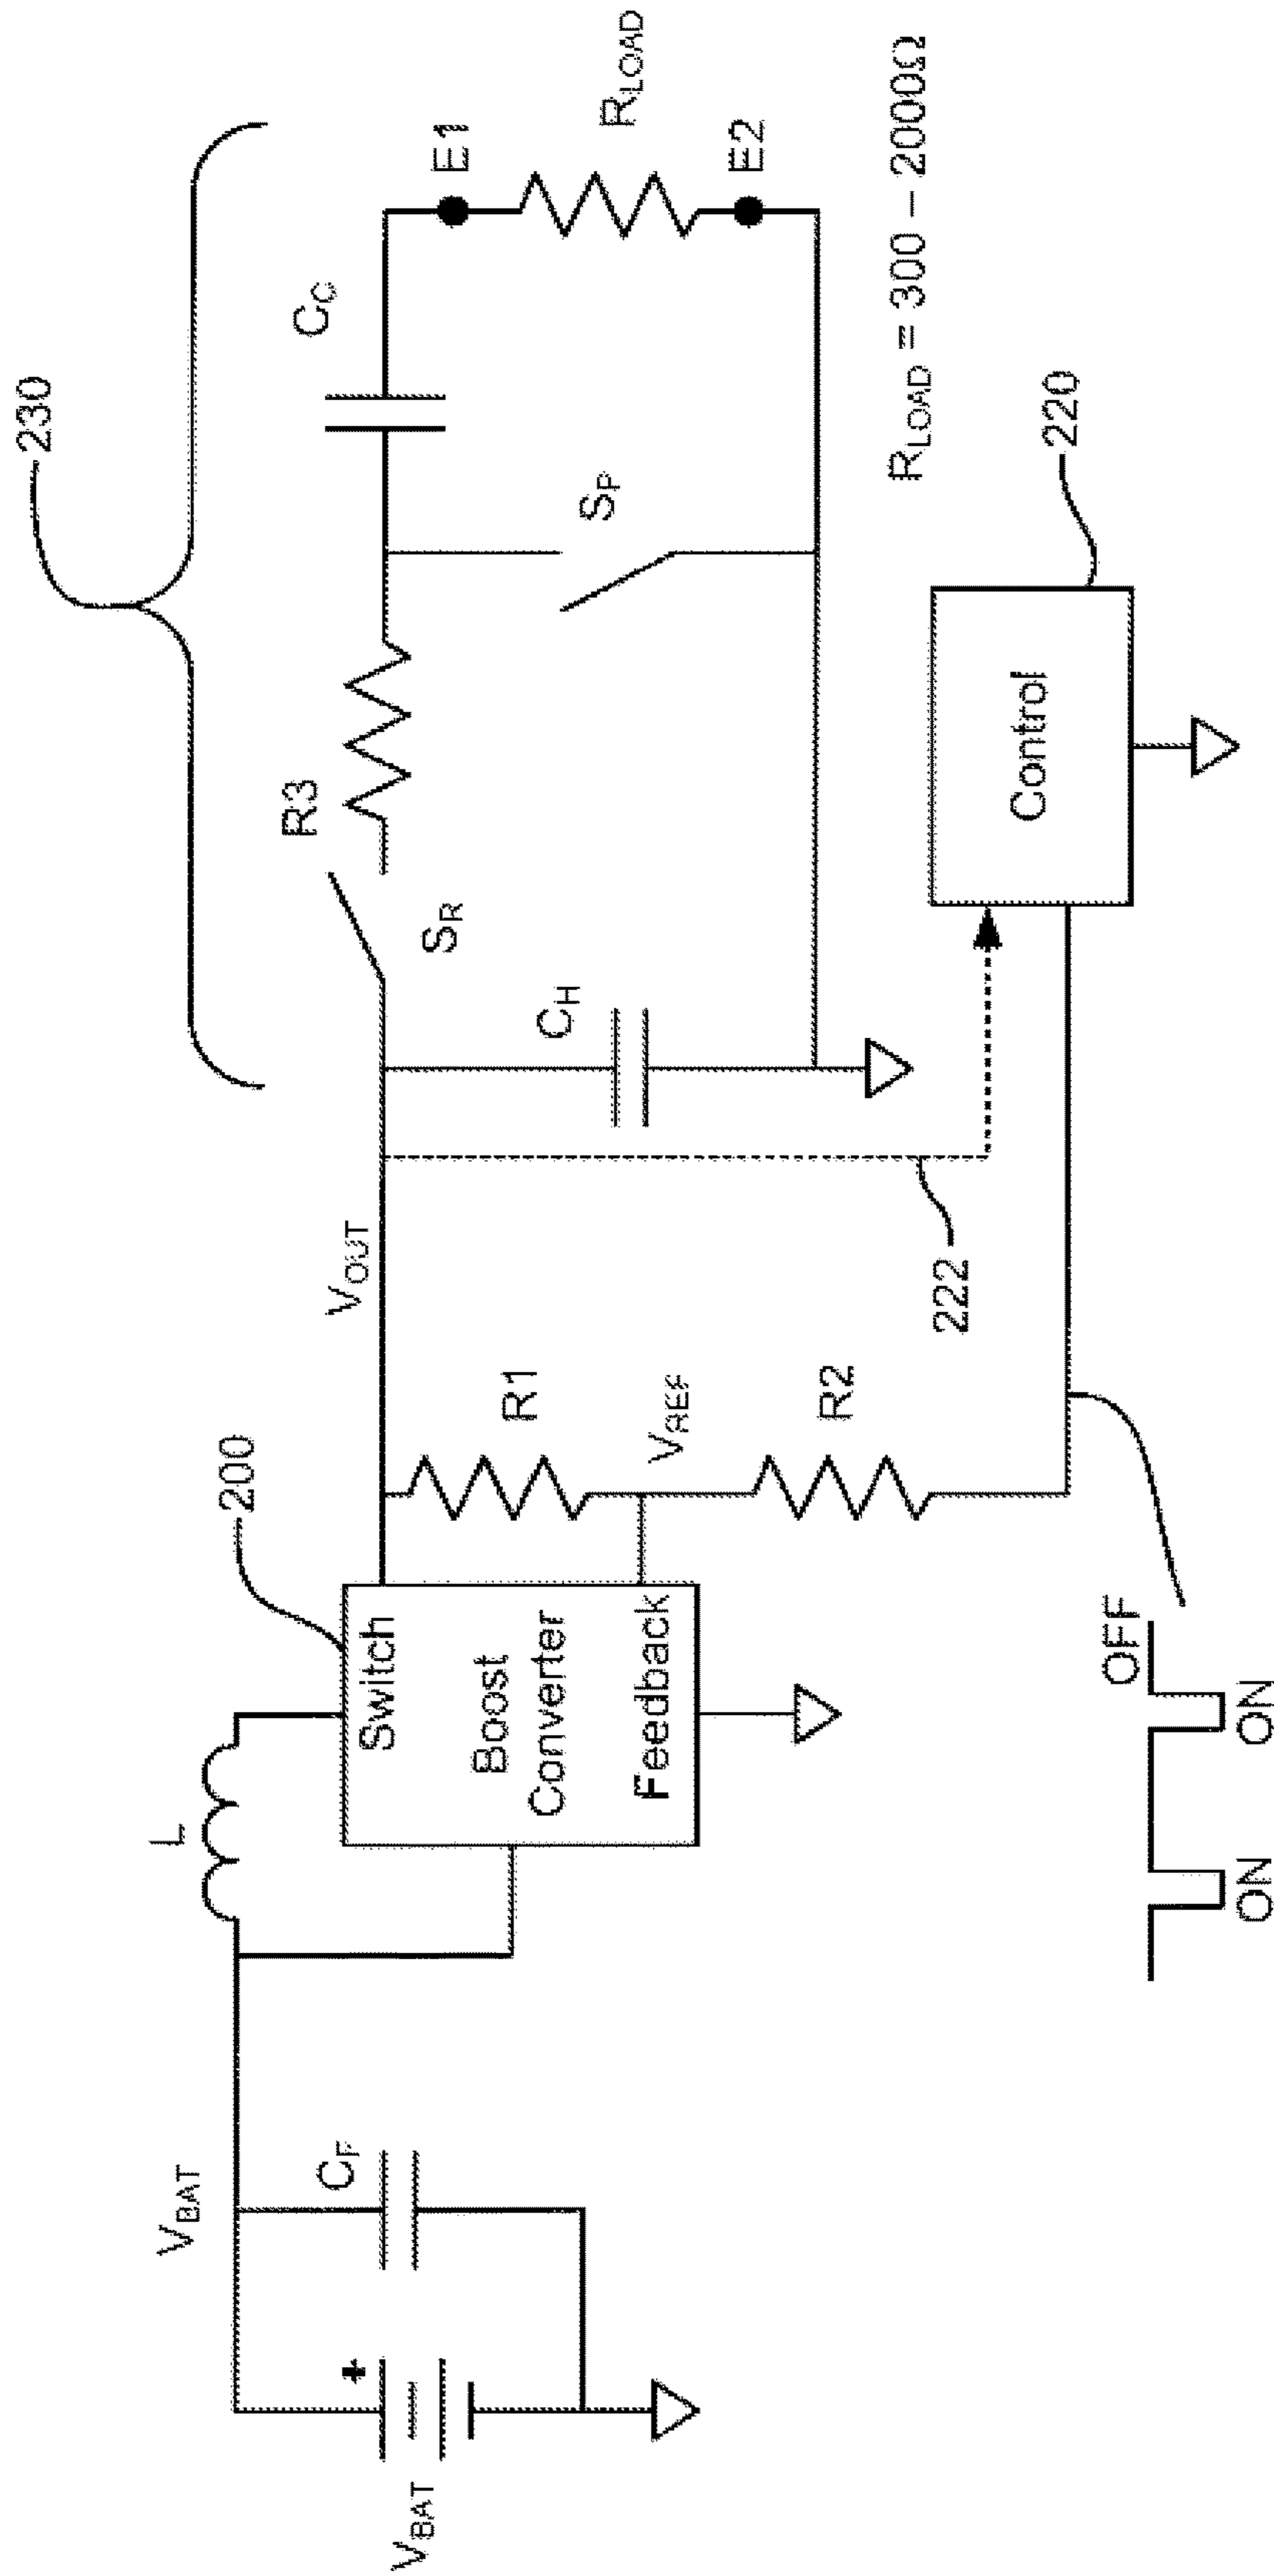 230
V_BAT
V_BAT
+
C_F
L
200
Switch
Boost
Converter
Feedback
V_OUT
R1
V_REF
R2
222
C_H
S_R
R3
S_P
C_C
E1
R_LOAD
E2
R_LOAD = 300 – 2000Ω
Control
220
ON
ON
OFF